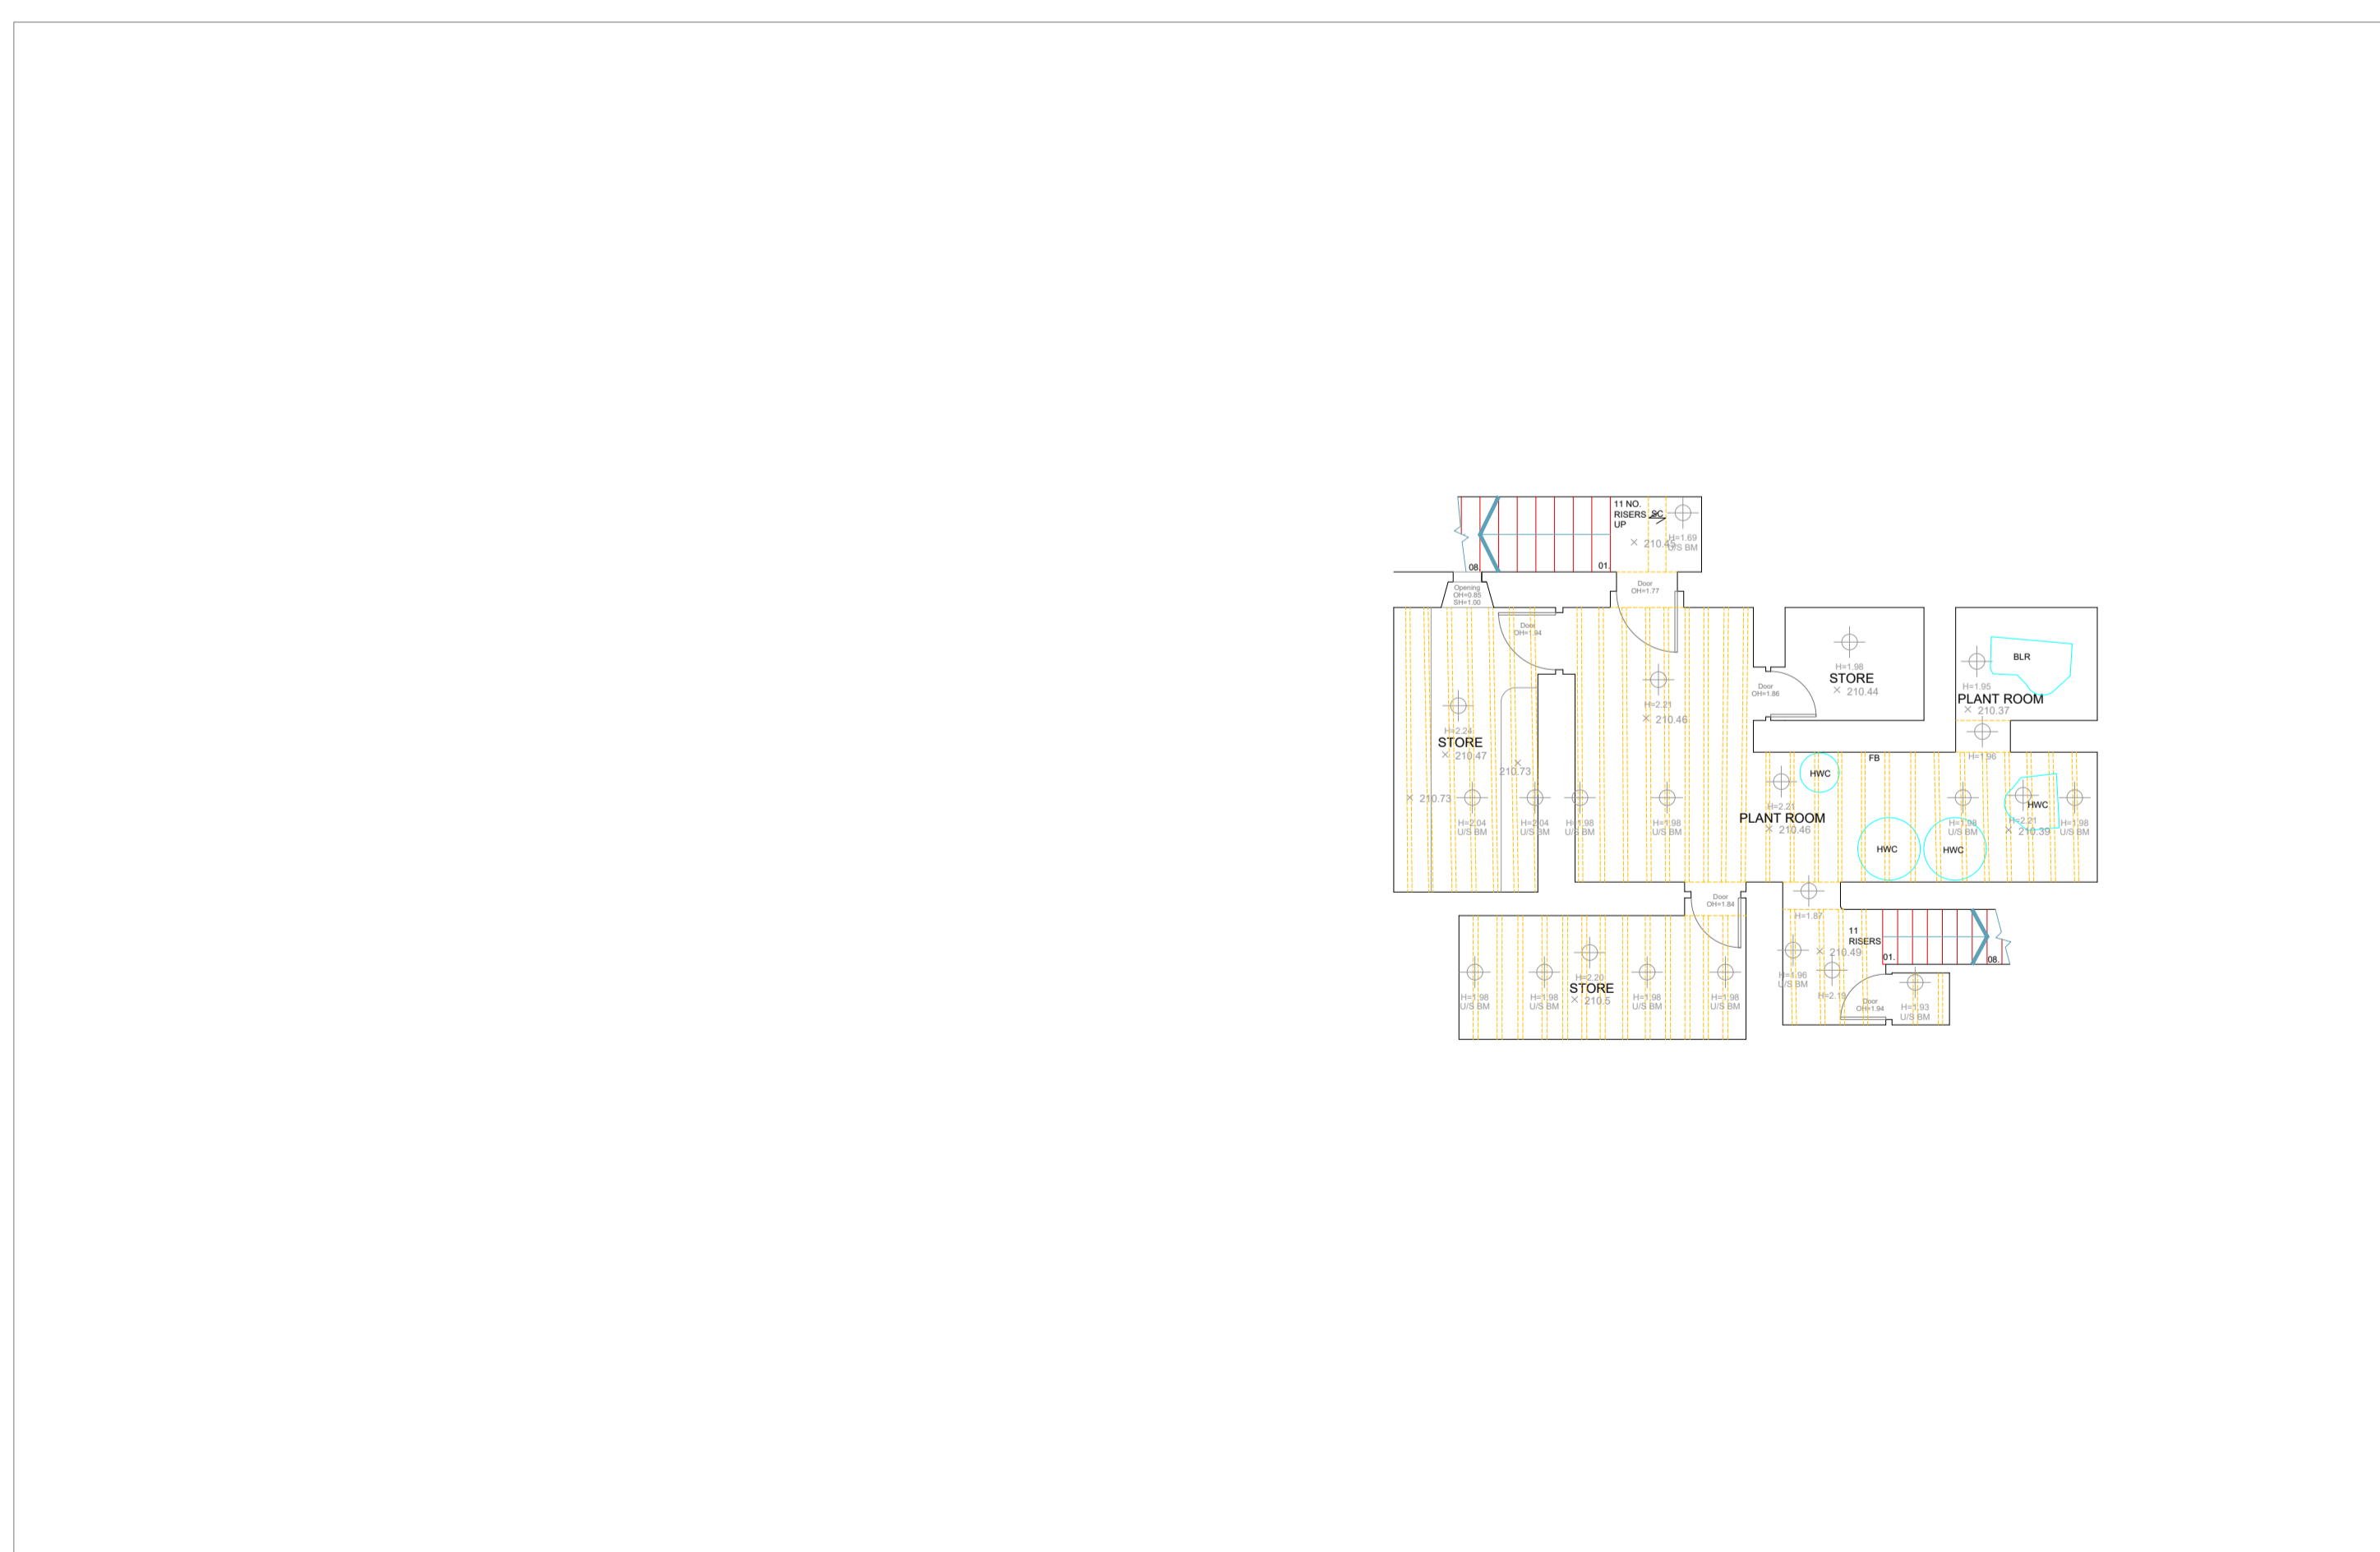 11 NO.
RISERS
UP
SC
H=1.69
U/S BM
210.45
08.
01.
Opening
OH=0.85
SH=1.00
Door
OH=1.77
Door
OH=1.94
BLR
H=1.98
STORE
210.44
Door
OH=1.86
H=1.95
PLANT ROOM
210.37
H=2.21
210.46
H=2.24
STORE
210.47
210.73
210.73
FB
H=1.96
HWC
H=2.21
PLANT ROOM
210.46
H=2.04
U/S BM
H=2.04
U/S BM
H=1.98
U/S BM
H=1.98
U/S BM
H=1.98
U/S BM
HWC
H=2.21
210.39
H=1.98
U/S BM
HWC
HWC
Door
OH=1.84
H=1.87
11
RISERS
210.49
01.
08.
H=1.96
U/S BM
H=2.19
Door
OH=1.94
H=1.93
U/S BM
H=2.20
STORE
210.5
H=1.98
U/S BM
H=1.98
U/S BM
H=1.98
U/S BM
H=1.98
U/S BM